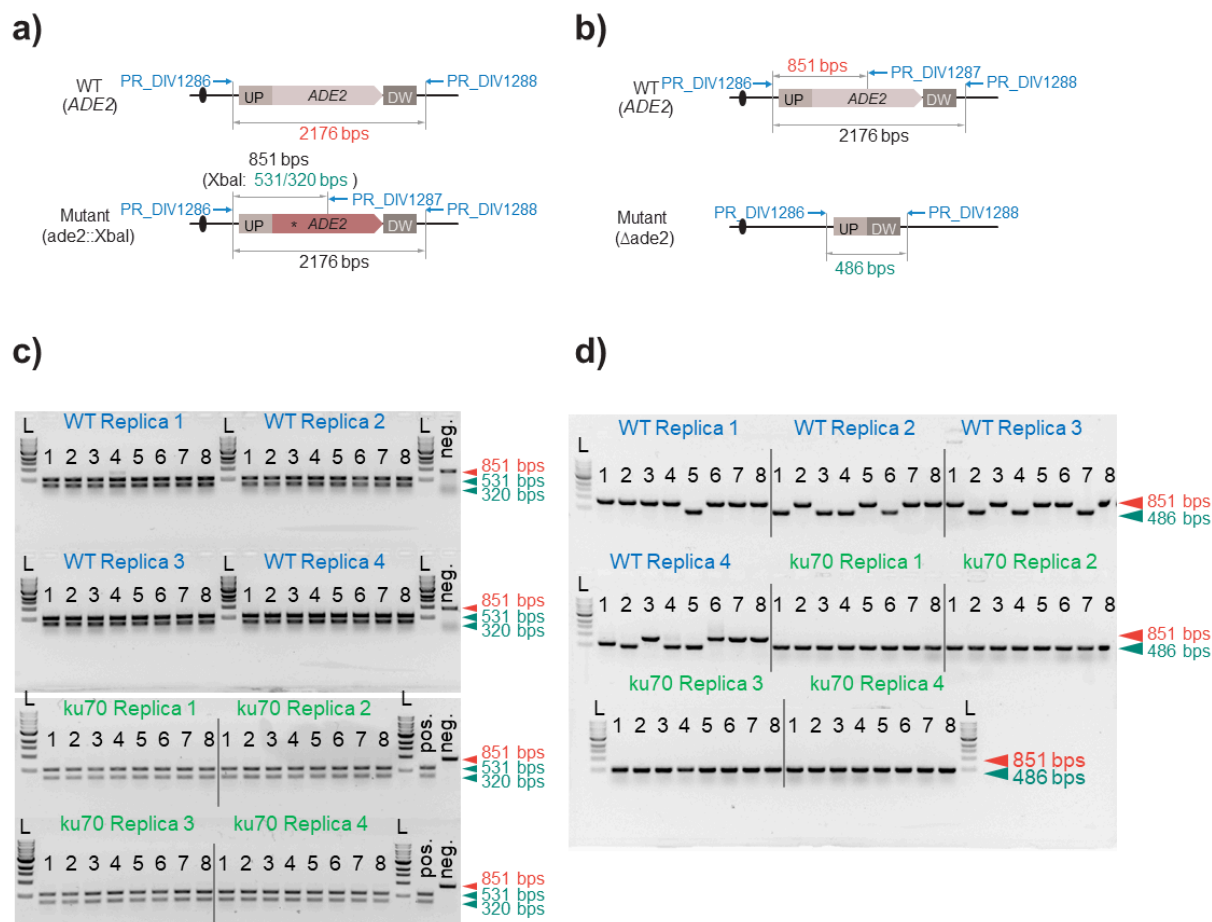 a)
WT
(ADE2)
PR_DIV1286
PR_DIV1288
UP
ADE2
DW
2176 bps
851 bps
(XbaI: 531/320 bps )
Mutant
(ade2::XbaI)
PR_DIV1286
PR_DIV1287
PR_DIV1288
UP
* ADE2
DW
2176 bps
b)
WT
(ADE2)
PR_DIV1286
851 bps
PR_DIV1287
PR_DIV1288
UP
ADE2
DW
2176 bps
Mutant
(Δade2)
PR_DIV1286
PR_DIV1288
UP
DW
486 bps
c)
L
WT Replica 1
L
WT Replica 2
L
neg.
1 2 3 4 5 6 7 8
1 2 3 4 5 6 7 8
851 bps
531 bps
320 bps
L
WT Replica 3
L
WT Replica 4
L
neg.
1 2 3 4 5 6 7 8
1 2 3 4 5 6 7 8
851 bps
531 bps
320 bps
L
ku70 Replica 1
ku70 Replica 2
L
pos.
neg.
1 2 3 4 5 6 7 8
1 2 3 4 5 6 7 8
851 bps
531 bps
320 bps
L
ku70 Replica 3
ku70 Replica 4
L
pos.
neg.
1 2 3 4 5 6 7 8
1 2 3 4 5 6 7 8
851 bps
531 bps
320 bps
d)
L
WT Replica 1
WT Replica 2
WT Replica 3
1 2 3 4 5 6 7 8
1 2 3 4 5 6 7 8
1 2 3 4 5 6 7 8
851 bps
486 bps
L
WT Replica 4
ku70 Replica 1
ku70 Replica 2
1 2 3 4 5 6 7 8
1 2 3 4 5 6 7 8
1 2 3 4 5 6 7 8
851 bps
486 bps
L
ku70 Replica 3
ku70 Replica 4
L
1 2 3 4 5 6 7 8
1 2 3 4 5 6 7 8
851 bps
486 bps